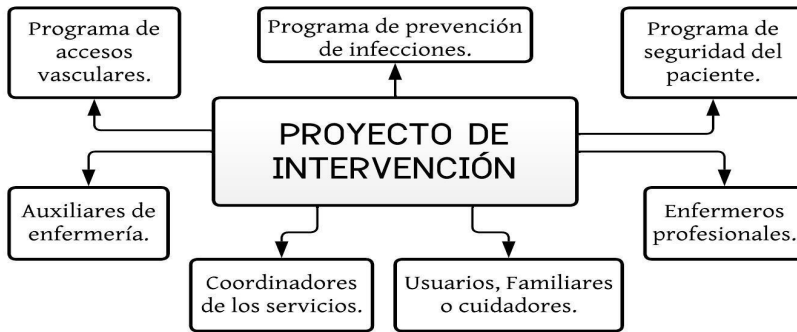 Programa de
accesos
vasculares.
Programa de prevención
de infecciones.
Programa de
seguridad del
paciente.
PROYECTO DE
INTERVENCIÓN
Auxiliares de
enfermería.
Enfermeros
profesionales.
Coordinadores
de los servicios.
Usuarios, Familiares
o cuidadores.